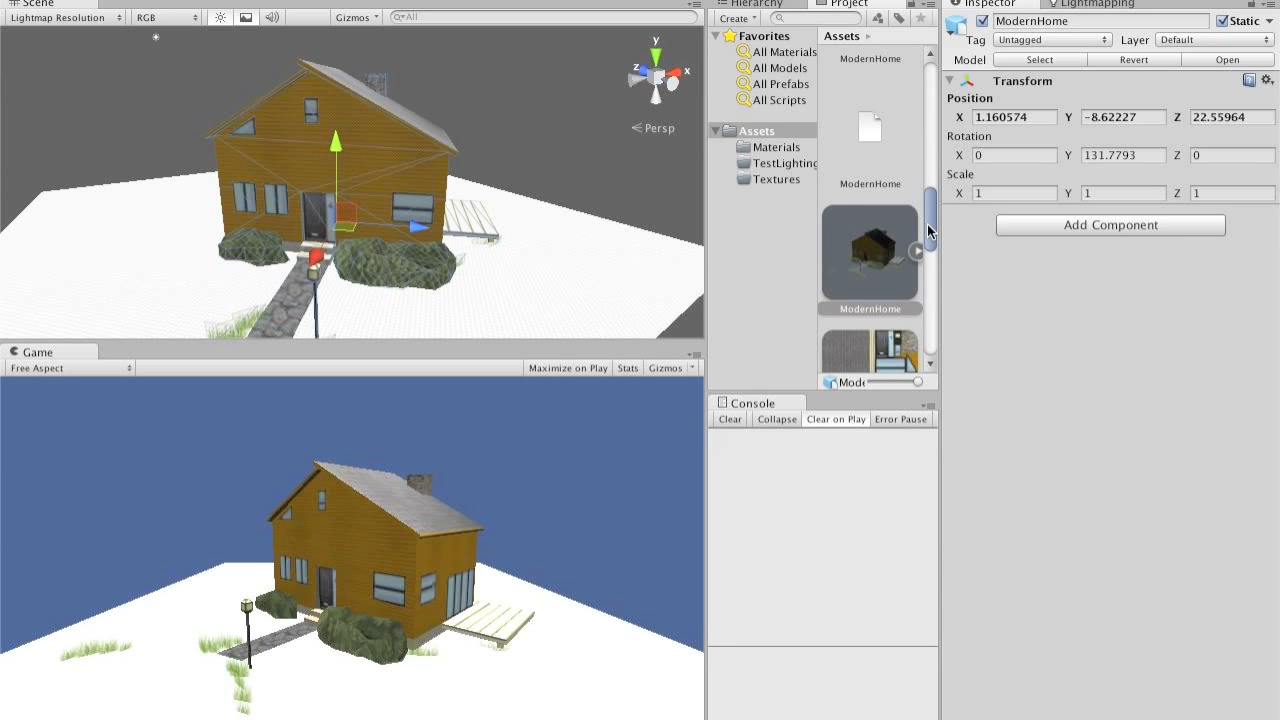 Scene
Lightmap Resolution RGB Gizmos All
y
z x
Persp
Game
Free Aspect Maximize on Play Stats Gizmos
Hierarchy Project
Create
Favorites
All Materials
All Models
All Prefabs
All Scripts
Assets
Materials
TestLighting
Textures
Assets
ModernHome
ModernHome
ModernHome
Mode
Console
Clear Collapse Clear on Play Error Pause
Inspector Lightmapping
ModernHome Static
Tag Untagged Layer Default
Model Select Revert Open
Transform
Position
X 1.160574 Y -8.62227 Z 22.55964
Rotation
X 0 Y 131.7793 Z 0
Scale
X 1 Y 1 Z 1
Add Component